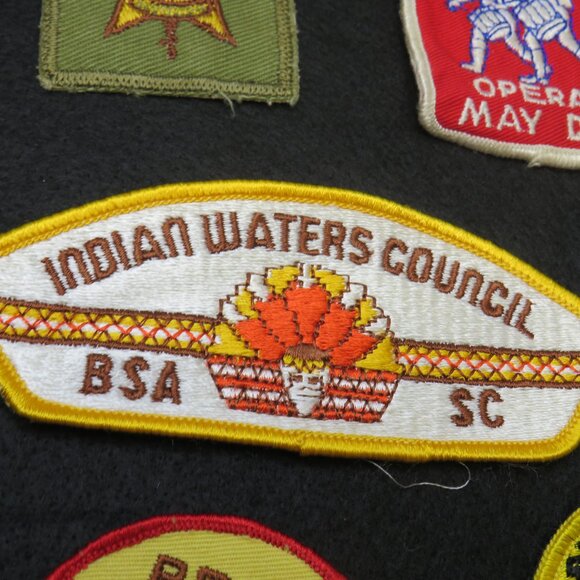 OPERA
MAY D
INDIAN WATERS COUNCIL
BSA SC